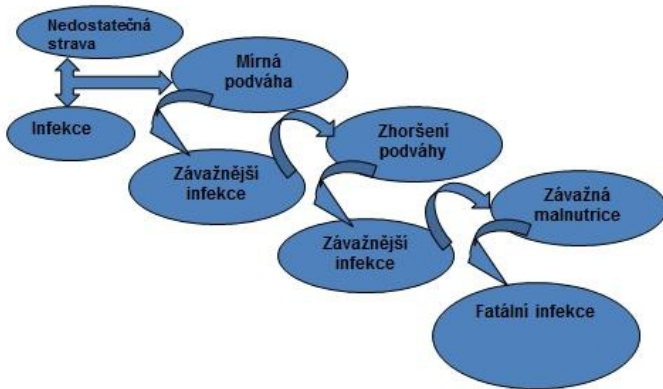 Nedostatečná
strava
Infekce
Mírná
podváha
Závažnější
infekce
Zhoršení
podváhy
Závažnější
infekce
Závažná
malnutrice
Fatální infekce